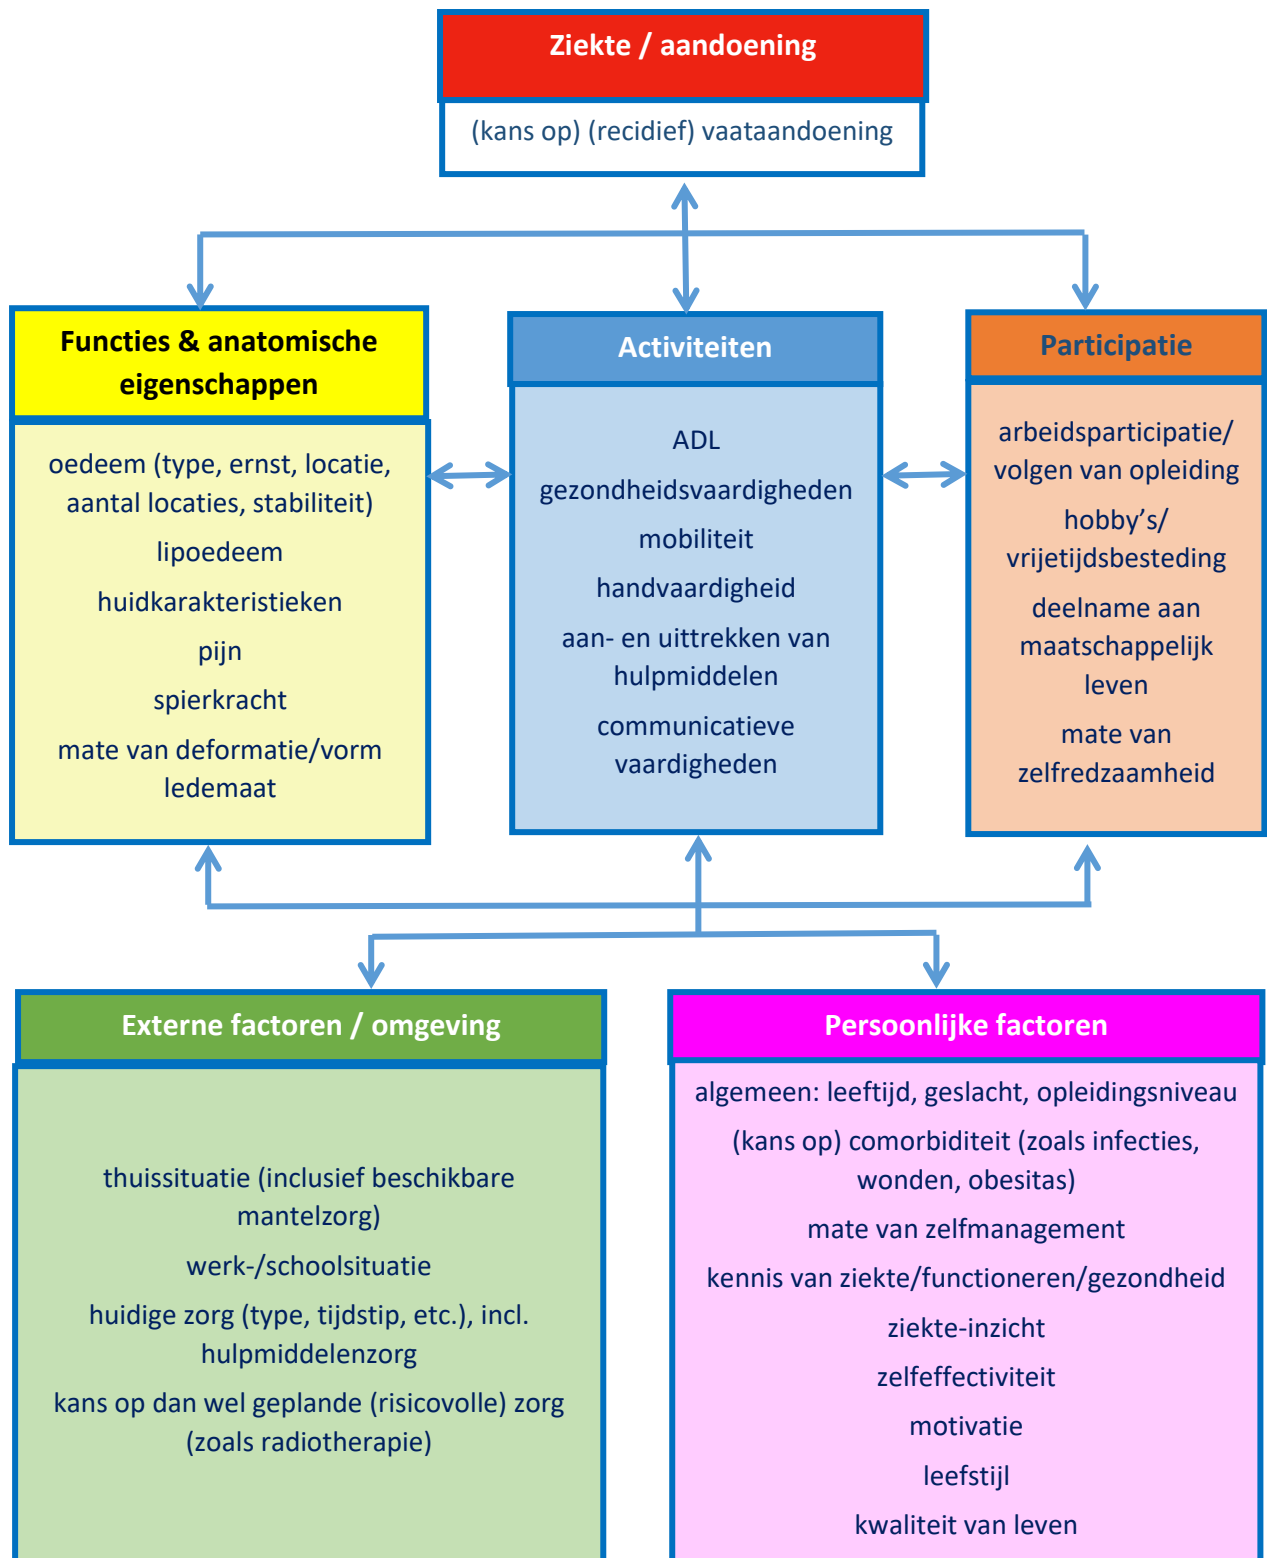 Ziekte / aandoening
(kans op) (recidief) vaataandoening
Functies & anatomische
eigenschappen
oedeem (type, ernst, locatie,
aantal locaties, stabiliteit)
lipoedeem
huidkarakteristieken
pijn
spierkracht
mate van deformatie/vorm
ledemaat
Activiteiten
ADL
gezondheidsvaardigheden
mobiliteit
handvaardigheid
aan- en uittrekken van
hulpmiddelen
communicatieve
vaardigheden
Participatie
arbeidsparticipatie/
volgen van opleiding
hobby’s/
vrijetijdsbesteding
deelname aan
maatschappelijk
leven
mate van
zelfredzaamheid
Externe factoren / omgeving
thuissituatie (inclusief beschikbare
mantelzorg)
werk-/schoolsituatie
huidige zorg (type, tijdstip, etc.), incl.
hulpmiddelenzorg
kans op dan wel geplande (risicovolle) zorg
(zoals radiotherapie)
Persoonlijke factoren
algemeen: leeftijd, geslacht, opleidingsniveau
(kans op) comorbiditeit (zoals infecties,
wonden, obesitas)
mate van zelfmanagement
kennis van ziekte/functioneren/gezondheid
ziekte-inzicht
zelfeffectiviteit
motivatie
leefstijl
kwaliteit van leven